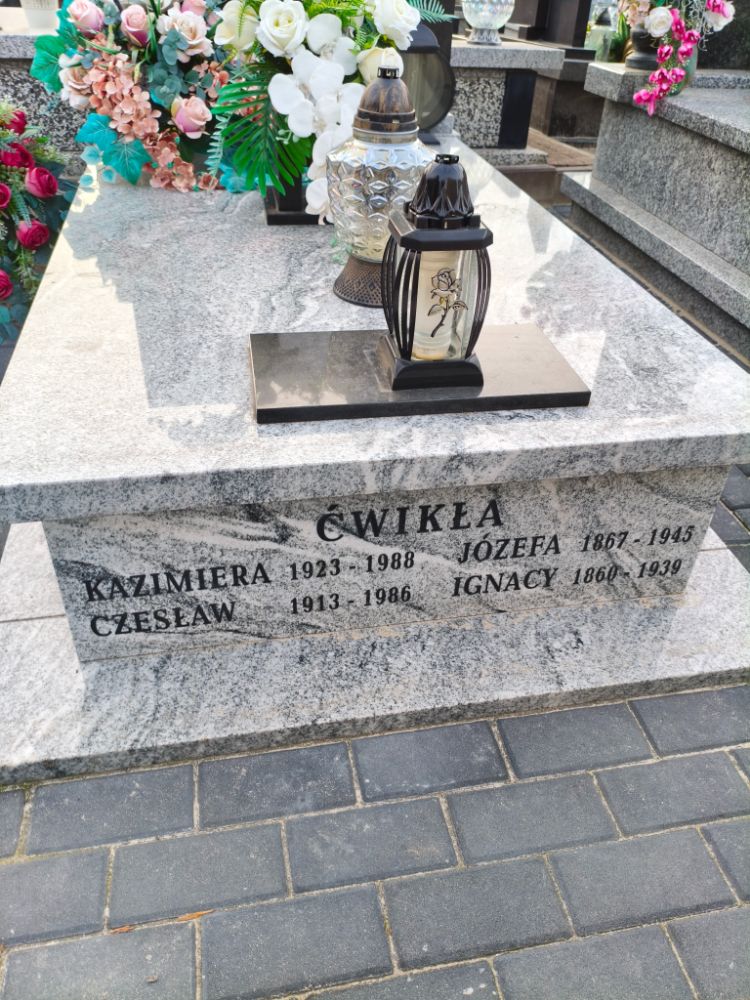 ĆWIKŁA
KAZIMIERA 1923 - 1988
CZESŁAW 1913 - 1986
JÓZEFA 1867 - 1945
IGNACY 1860 - 1939